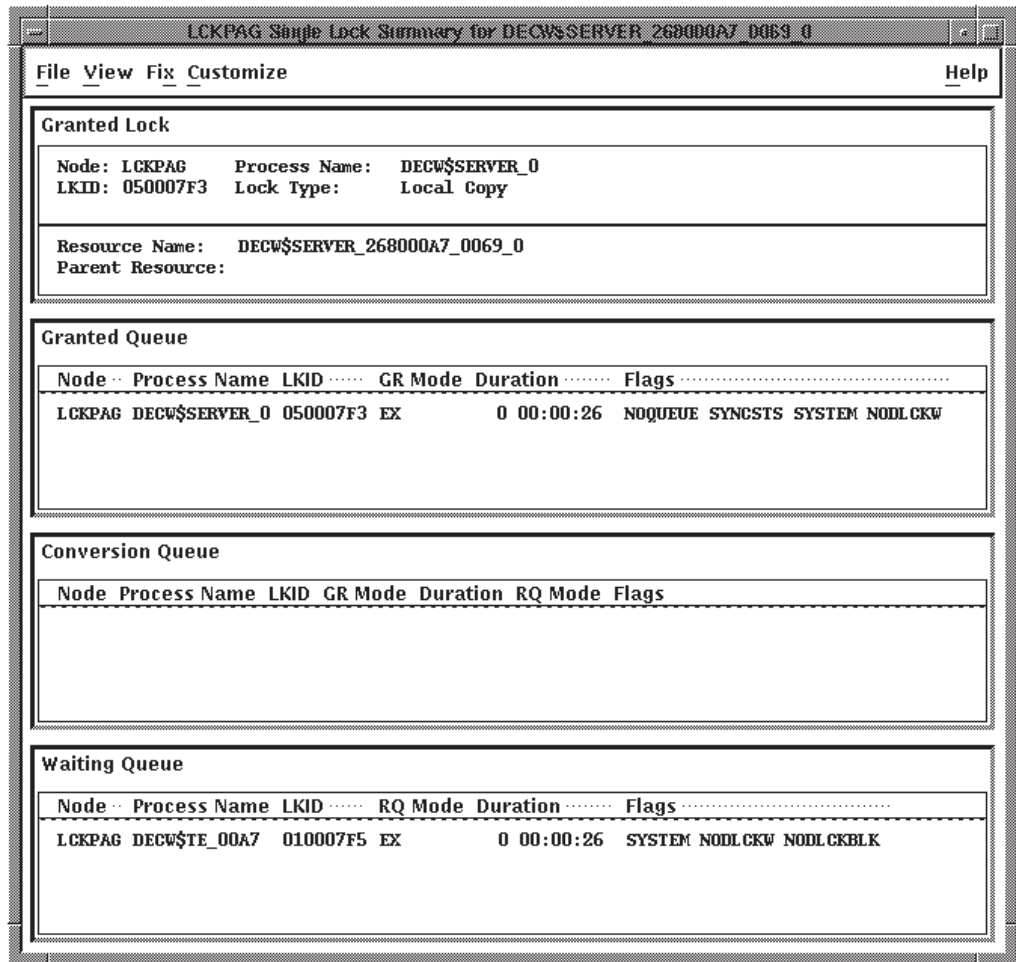 LCKPAG Single Lock Summary for DECW$SERVER_268000A7_0069_0
File View Fix Customize Help
Granted Lock
Node: LCKPAG Process Name: DECW$SERVER_0
LKID: 050007F3 Lock Type: Local Copy
Resource Name: DECW$SERVER_268000A7_0069_0
Parent Resource:
Granted Queue
Node ·· Process Name LKID ······ GR Mode Duration ········ Flags ··········································
LCKPAG DECW$SERVER_0 050007F3 EX 0 00:00:26 NOQUEUE SYNCSTS SYSTEM NODLCKW
Conversion Queue
Node Process Name LKID GR Mode Duration RQ Mode Flags
Waiting Queue
Node ·· Process Name LKID ······ RQ Mode Duration ········ Flags ································
LCKPAG DECW$TE_00A7 010007F5 EX 0 00:00:26 SYSTEM NODLCKW NODLCKBLK